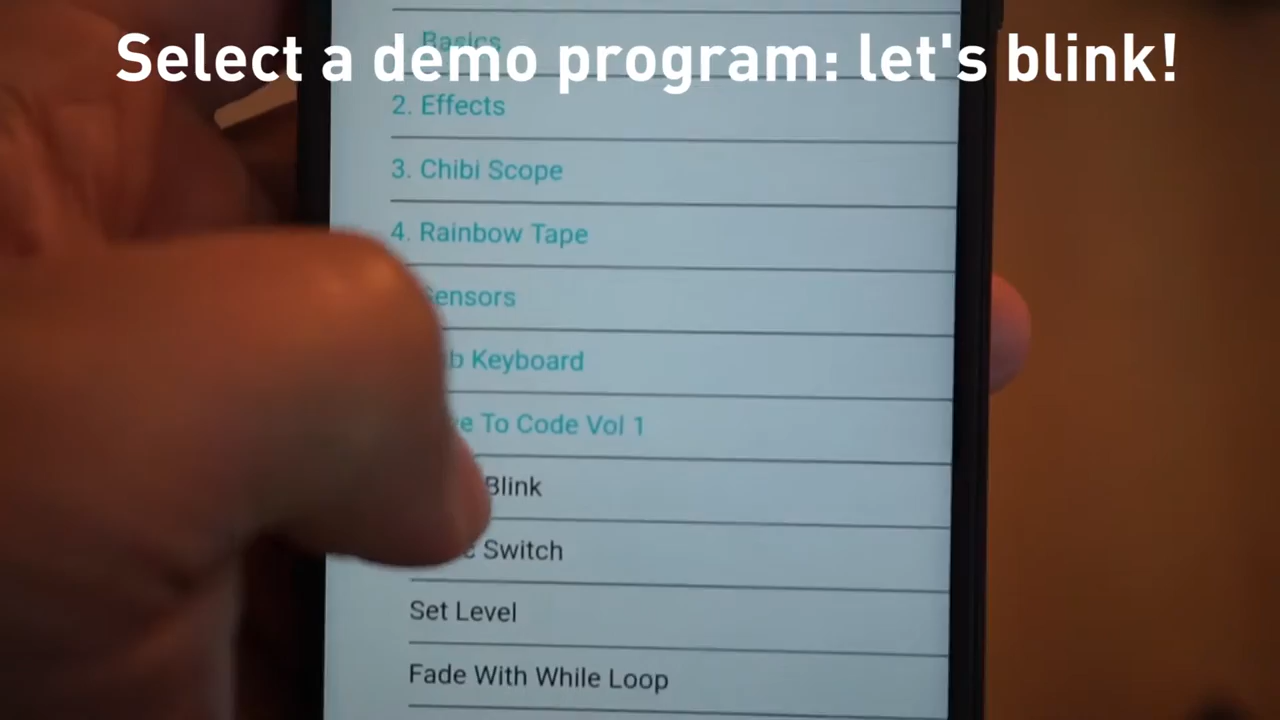 Select a demo program: let's blink!
Basics
2. Effects
3. Chibi Scope
4. Rainbow Tape
Sensors
Keyboard
To Code Vol 1
Blink
Switch
Set Level
Fade With While Loop